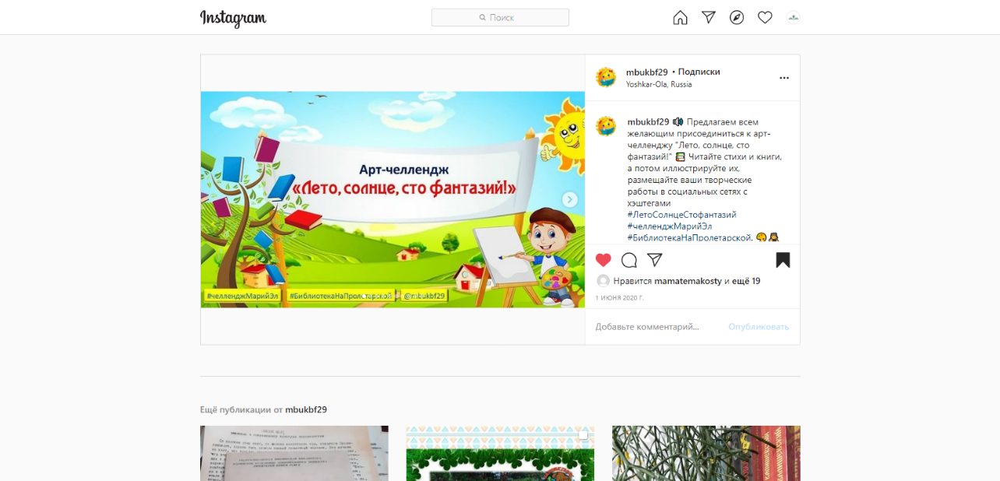 Instagram
Поиск
Арт-челлендж
«Лето, солнце, сто фантазий!»
#челленджМарийЭл
#БиблиотекаНаПролетарской
@mbukbf29
mbukbf29 • Подписки
Yoshkar-Ola, Russia
mbukbf29 🔊 Предлагаем всем
желающим присоединиться к арт-
челленджу "Лето, солнце, сто
фантазий!" 📚 Читайте стихи и книги,
а потом иллюстрируйте их,
размещайте ваши творческие
работы в социальных сетях с
хэштегами
#ЛетоСолнцеСтофантазий
#челленджМарийЭл
#БиблиотекаНаПролетарской.
Нравится mamatemakosty и ещё 19
1 ИЮНЯ 2020 Г.
Добавьте комментарий...
Опубликовать
Ещё публикации от mbukbf29